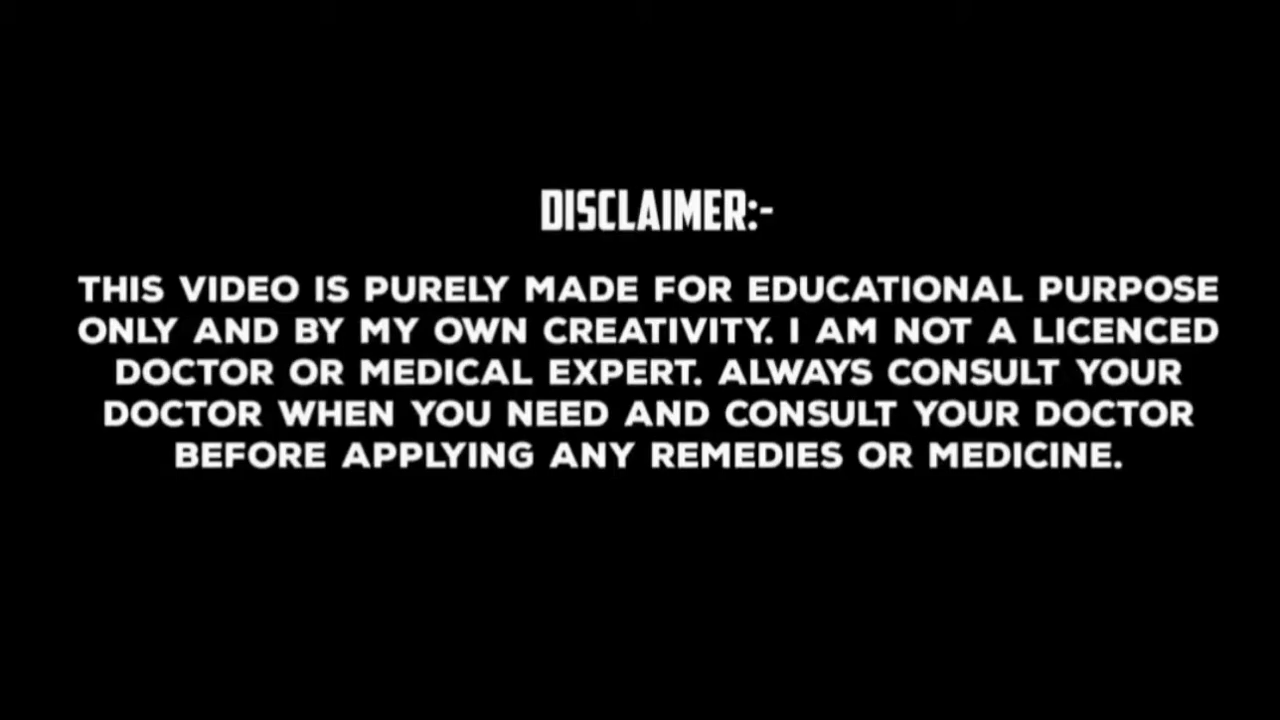 DISCLAIMER:-
THIS VIDEO IS PURELY MADE FOR EDUCATIONAL PURPOSE
ONLY AND BY MY OWN CREATIVITY. I AM NOT A LICENCED
DOCTOR OR MEDICAL EXPERT. ALWAYS CONSULT YOUR
DOCTOR WHEN YOU NEED AND CONSULT YOUR DOCTOR
BEFORE APPLYING ANY REMEDIES OR MEDICINE.